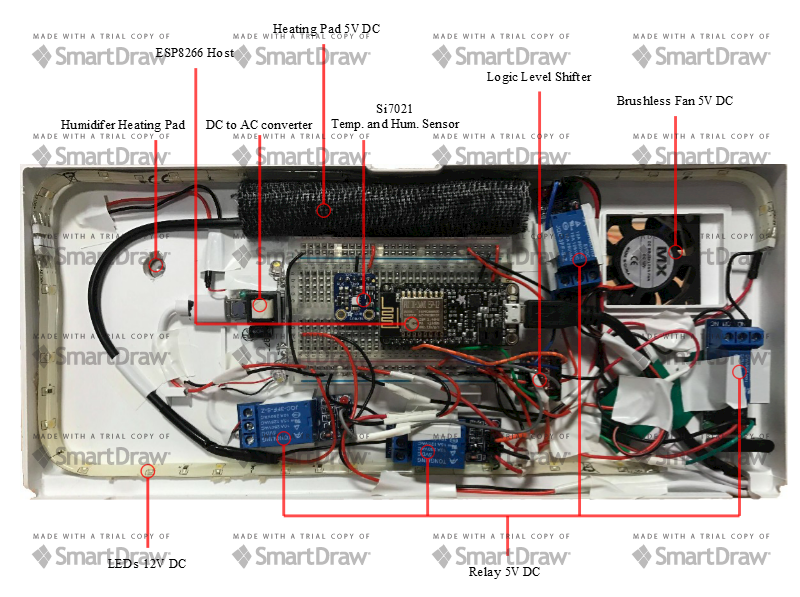 Heating Pad 5V DC
ESP8266 Host
Logic Level Shifter
Brushless Fan 5V DC
Si7021
Temp. and Hum. Sensor
Humidifer Heating Pad
DC to AC converter
MADE WITH A TRIAL COPY OF
SmartDraw
MX
TONGLING
5VDC
LEDs 12V DC
Relay 5V DC